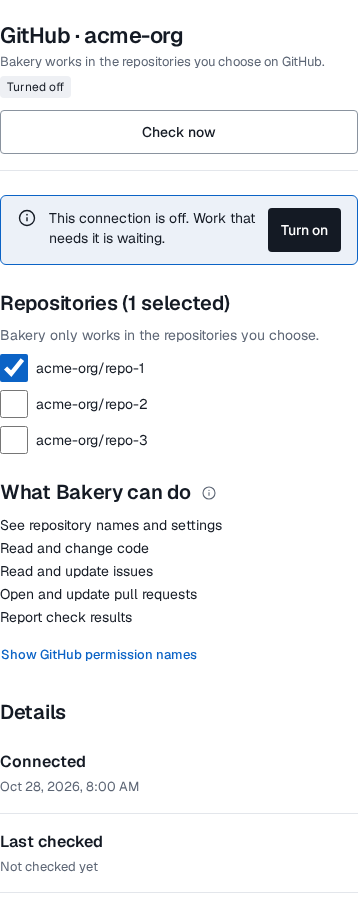 GitHub · acme-org
Bakery works in the repositories you choose on GitHub.
Turned off
Check now
This connection is off. Work that
needs it is waiting.
Turn on
Repositories (1 selected)
Bakery only works in the repositories you choose.
acme-org/repo-1
acme-org/repo-2
acme-org/repo-3
What Bakery can do
See repository names and settings
Read and change code
Read and update issues
Open and update pull requests
Report check results
Show GitHub permission names
Details
Connected
Oct 28, 2026, 8:00 AM
Last checked
Not checked yet